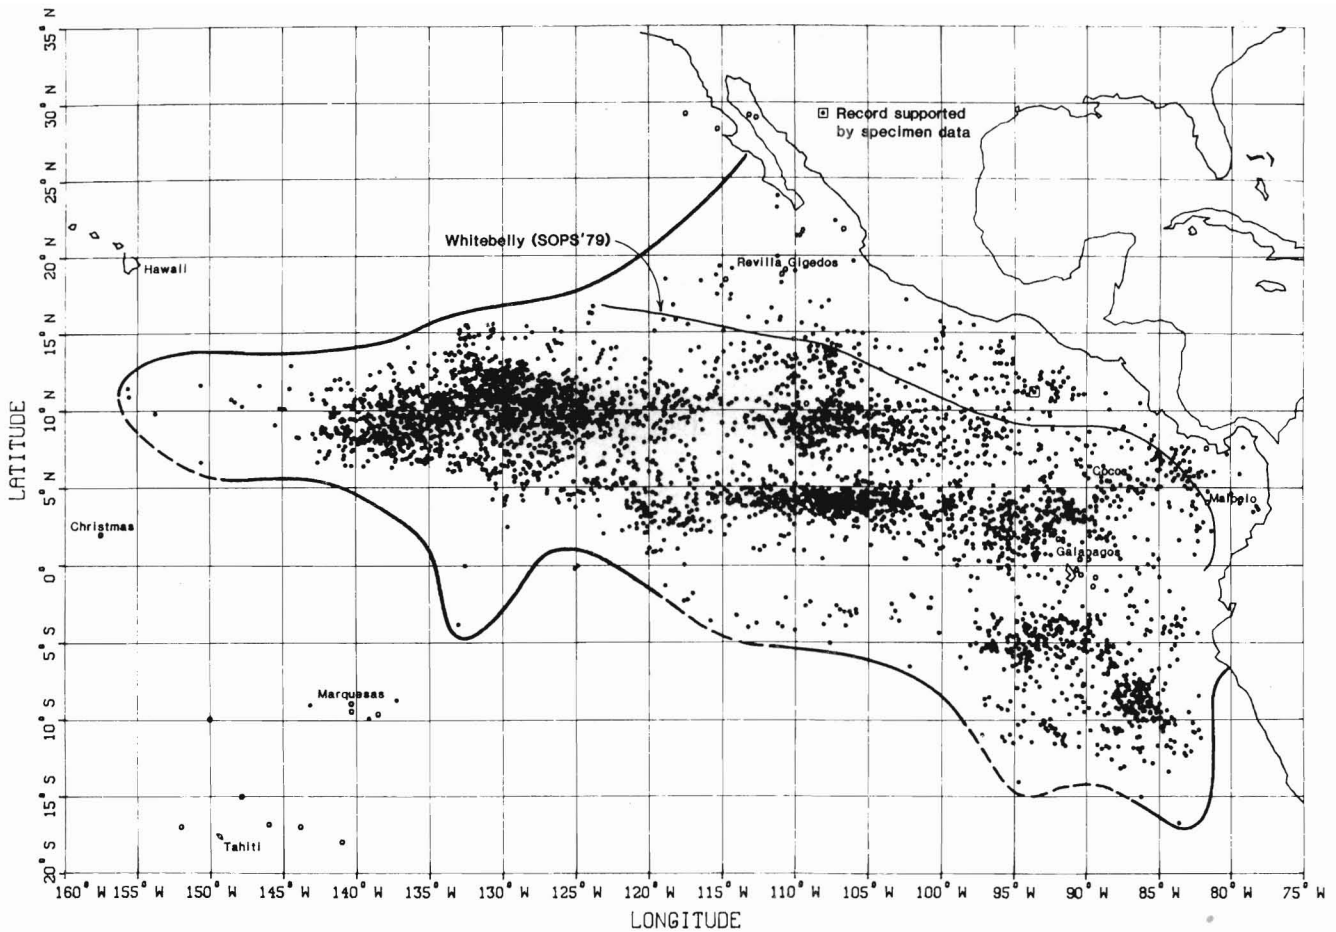 35° N
30° N
25° N
20° N
15° N
10° N
5° N
0°
5° S
10° S
15° S
20° S
LATITUDE
Record supported
by specimen data
Whitebelly (SOPS'79)
Revilla Gigedos
Hawaii
Cocos
Malpelo
Christmas
Galapagos
Marquesas
Tahiti
160° W 155° W 150° W 145° W 140° W 135° W 130° W 125° W 120° W 115° W 110° W 105° W 100° W 95° W 90° W 85° W 80° W 75° W
LONGITUDE